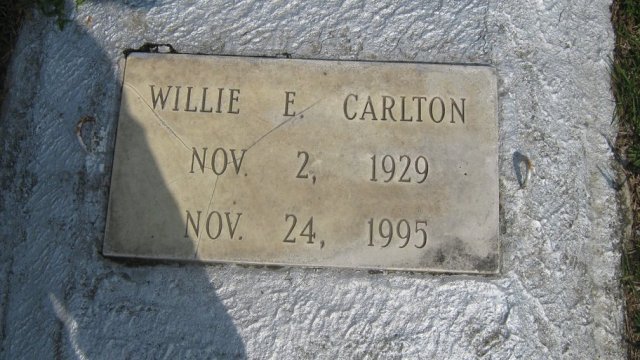 WILLIE E. CARLTON
NOV. 2, 1929
NOV. 24, 1995